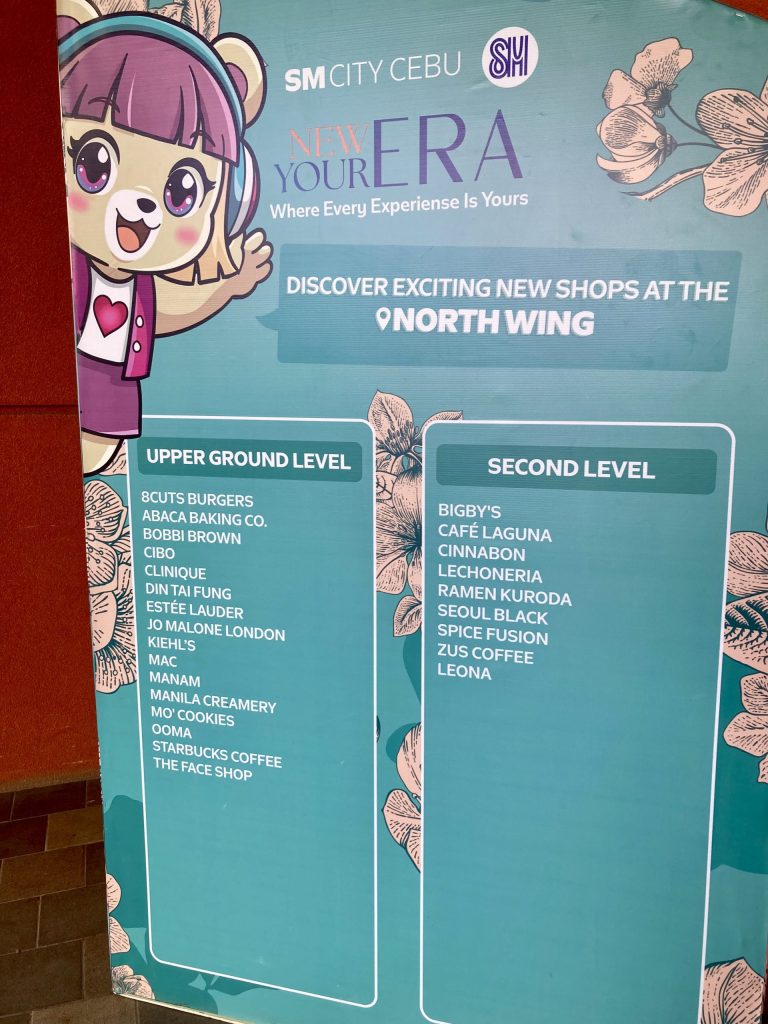 SM CITY CEBU
SM
NEW ERA
YOUR
Where Every Experiense Is Yours
DISCOVER EXCITING NEW SHOPS AT THE
NORTH WING
UPPER GROUND LEVEL
8CUTS BURGERS
ABACA BAKING CO.
BOBBI BROWN
CIBO
CLINIQUE
DIN TAI FUNG
ESTÉE LAUDER
JO MALONE LONDON
KIEHL'S
MAC
MANAM
MANILA CREAMERY
MO' COOKIES
OOMA
STARBUCKS COFFEE
THE FACE SHOP
SECOND LEVEL
BIGBY'S
CAFÉ LAGUNA
CINNABON
LECHONERIA
RAMEN KURODA
SEOUL BLACK
SPICE FUSION
ZUS COFFEE
LEONA